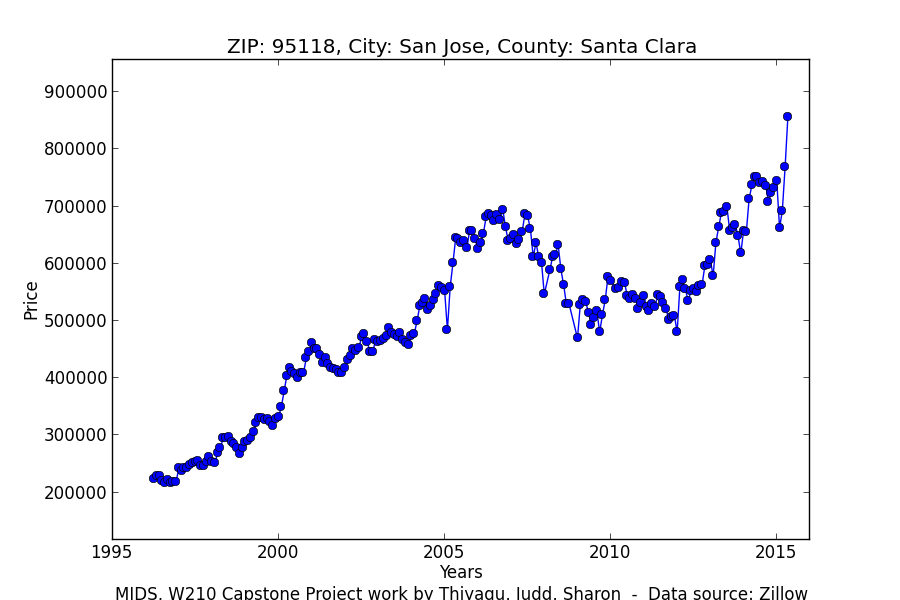 ZIP: 95118, City: San Jose, County: Santa Clara
900000
800000
700000
600000
500000
400000
300000
200000
Price
1995 2000 2005 2010 2015
Years
MIDS, W210 Capstone Project work by Thiyagu, Judd, Sharon - Data source: Zillow